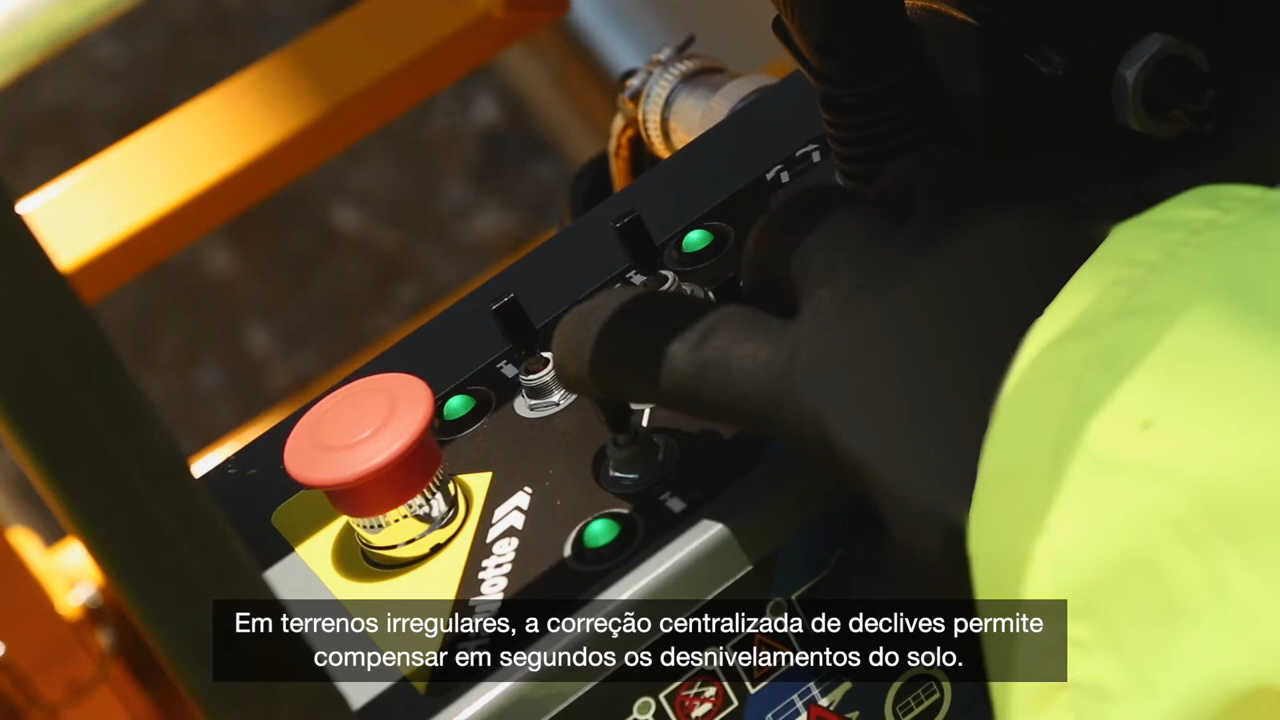 Em terrenos irregulares, a correção centralizada de declives permite
compensar em segundos os desnivelamentos do solo.